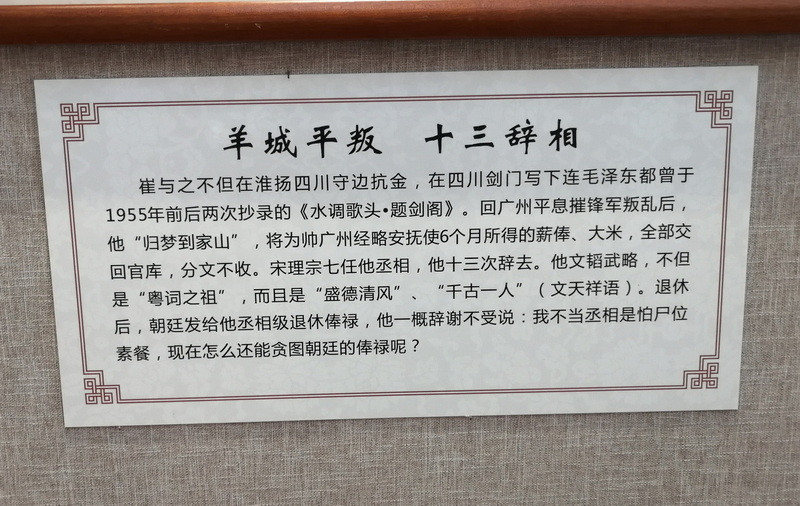 羊城平叛 十三辞相
崔与之不但在淮扬四川守边抗金，在四川剑门写下连毛泽东都曾于
1955年前后两次抄录的《水调歌头•题剑阁》。回广州平息摧锋军叛乱后，
他“归梦到家山”，将为帅广州经略安抚使6个月所得的薪俸、大米，全部交
回官库，分文不收。宋理宗七任他丞相，他十三次辞去。他文韬武略，不但
是“粤词之祖”，而且是“盛德清风”、“千古一人”（文天祥语）。退休
后，朝廷发给他丞相级退休俸禄，他一概辞谢不受说：我不当丞相是怕尸位
素餐，现在怎么还能贪图朝廷的俸禄呢？